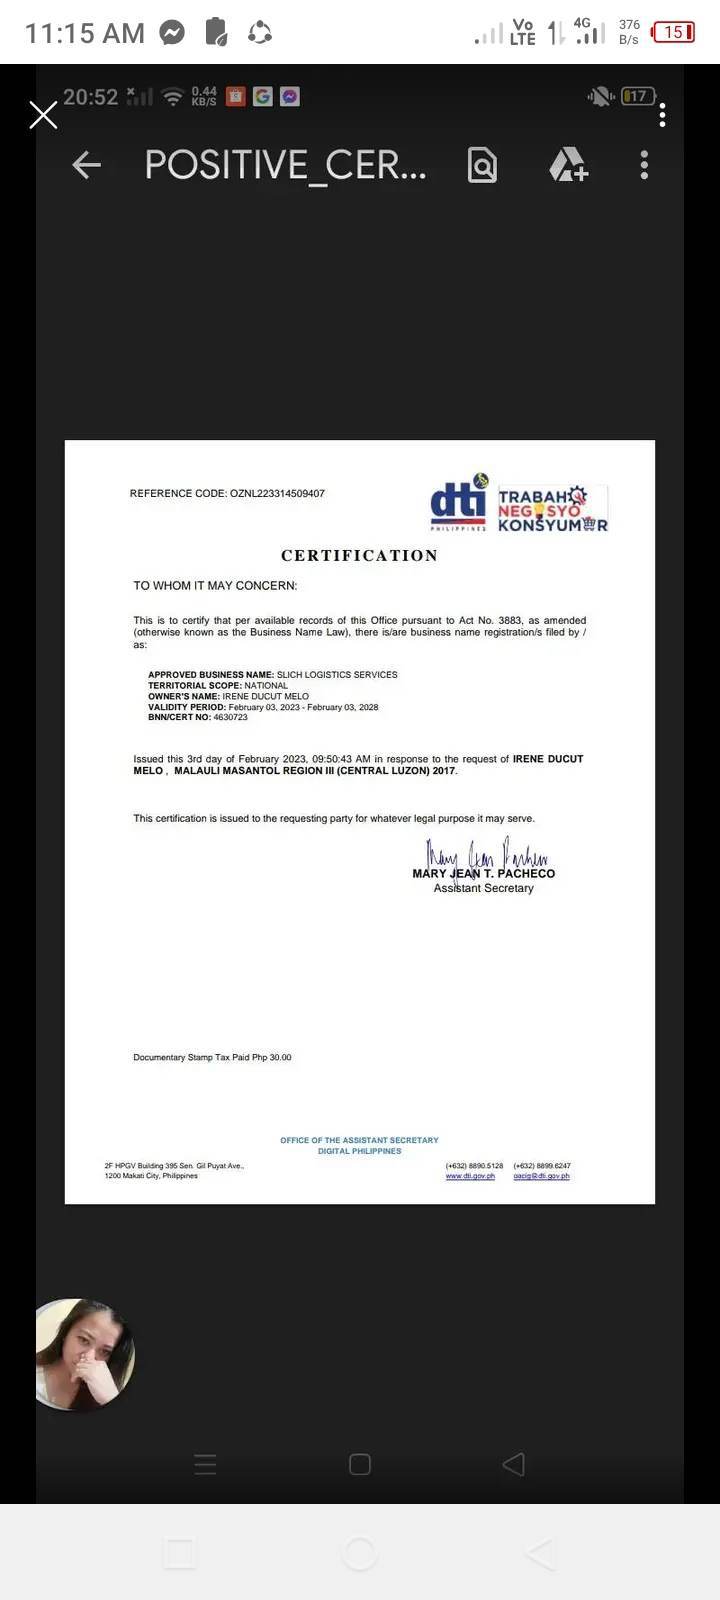 11:15 AM
Vo
LTE
4G
376
B/s
15
20:52
0.44
KB/S
17
POSITIVE_CER...
REFERENCE CODE: OZNL223314509407
dti
PHILIPPINES
TRABAHO
NEGOSYO
KONSYUMER
CERTIFICATION
TO WHOM IT MAY CONCERN:
This is to certify that per available records of this Office pursuant to Act No. 3883, as amended
(otherwise known as the Business Name Law), there is/are business name registration/s filed by /
as:
APPROVED BUSINESS NAME: SLICH LOGISTICS SERVICES
TERRITORIAL SCOPE: NATIONAL
OWNER'S NAME: IRENE DUCUT MELO
VALIDITY PERIOD: February 03, 2023 - February 03, 2028
BNN/CERT NO: 4630723
Issued this 3rd day of February 2023, 09:50:43 AM in response to the request of IRENE DUCUT
MELO , MALAULI MASANTOL REGION III (CENTRAL LUZON) 2017.
This certification is issued to the requesting party for whatever legal purpose it may serve.
Mary Jean Pacheco
MARY JEAN T. PACHECO
Assistant Secretary
Documentary Stamp Tax Paid Php 30.00
OFFICE OF THE ASSISTANT SECRETARY
DIGITAL PHILIPPINES
2F HPGV Building 395 Sen. Gil Puyat Ave.,
1200 Makati City, Philippines
(+632) 8890.5128 (+632) 8899.6247
www.dti.gov.ph oacig@dti.gov.ph